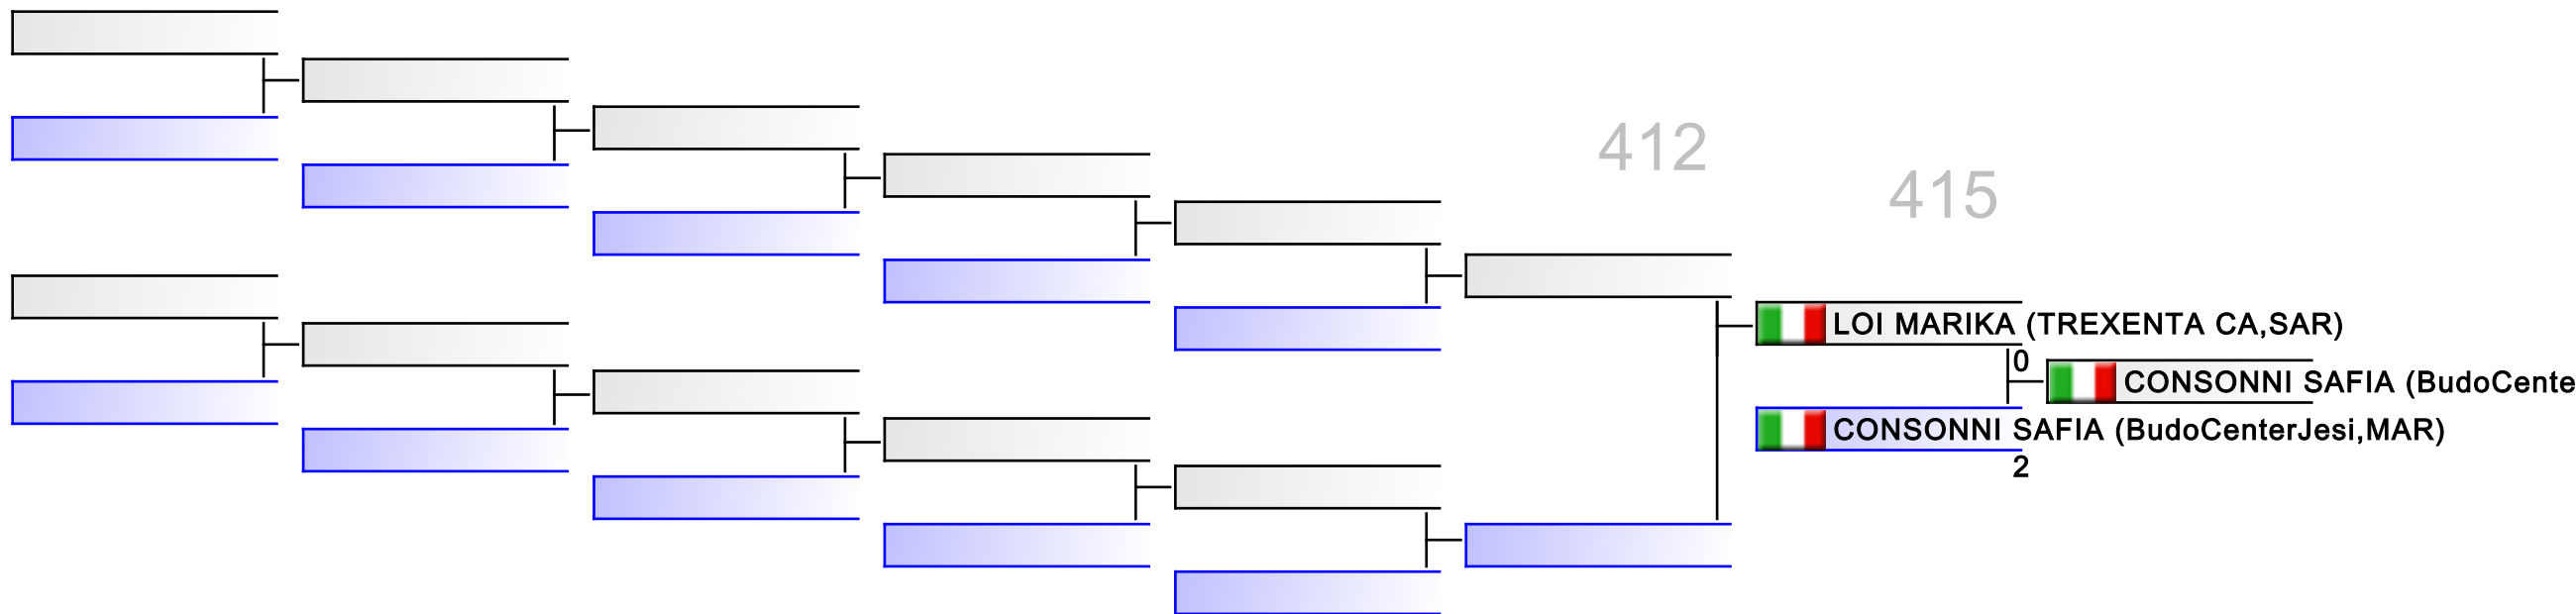 412
415
LOI MARIKA (TREXENTA CA,SAR)
0
CONSONNI SAFIA (BudoCente
CONSONNI SAFIA (BudoCenterJesi,MAR)
2